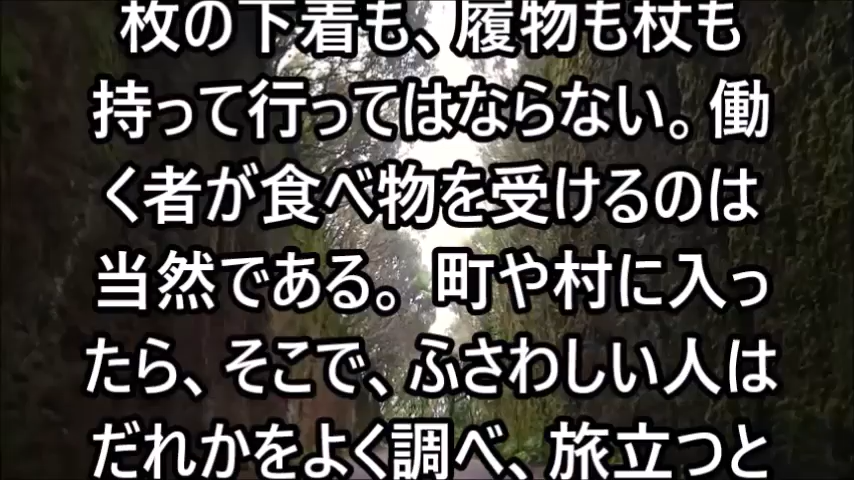 枚の下着も、履物も杖も
持って行ってはならない。働
く者が食べ物を受けるのは
当然である。町や村に入っ
たら、そこで、ふさわしい人は
だれかをよく調べ、旅立つと